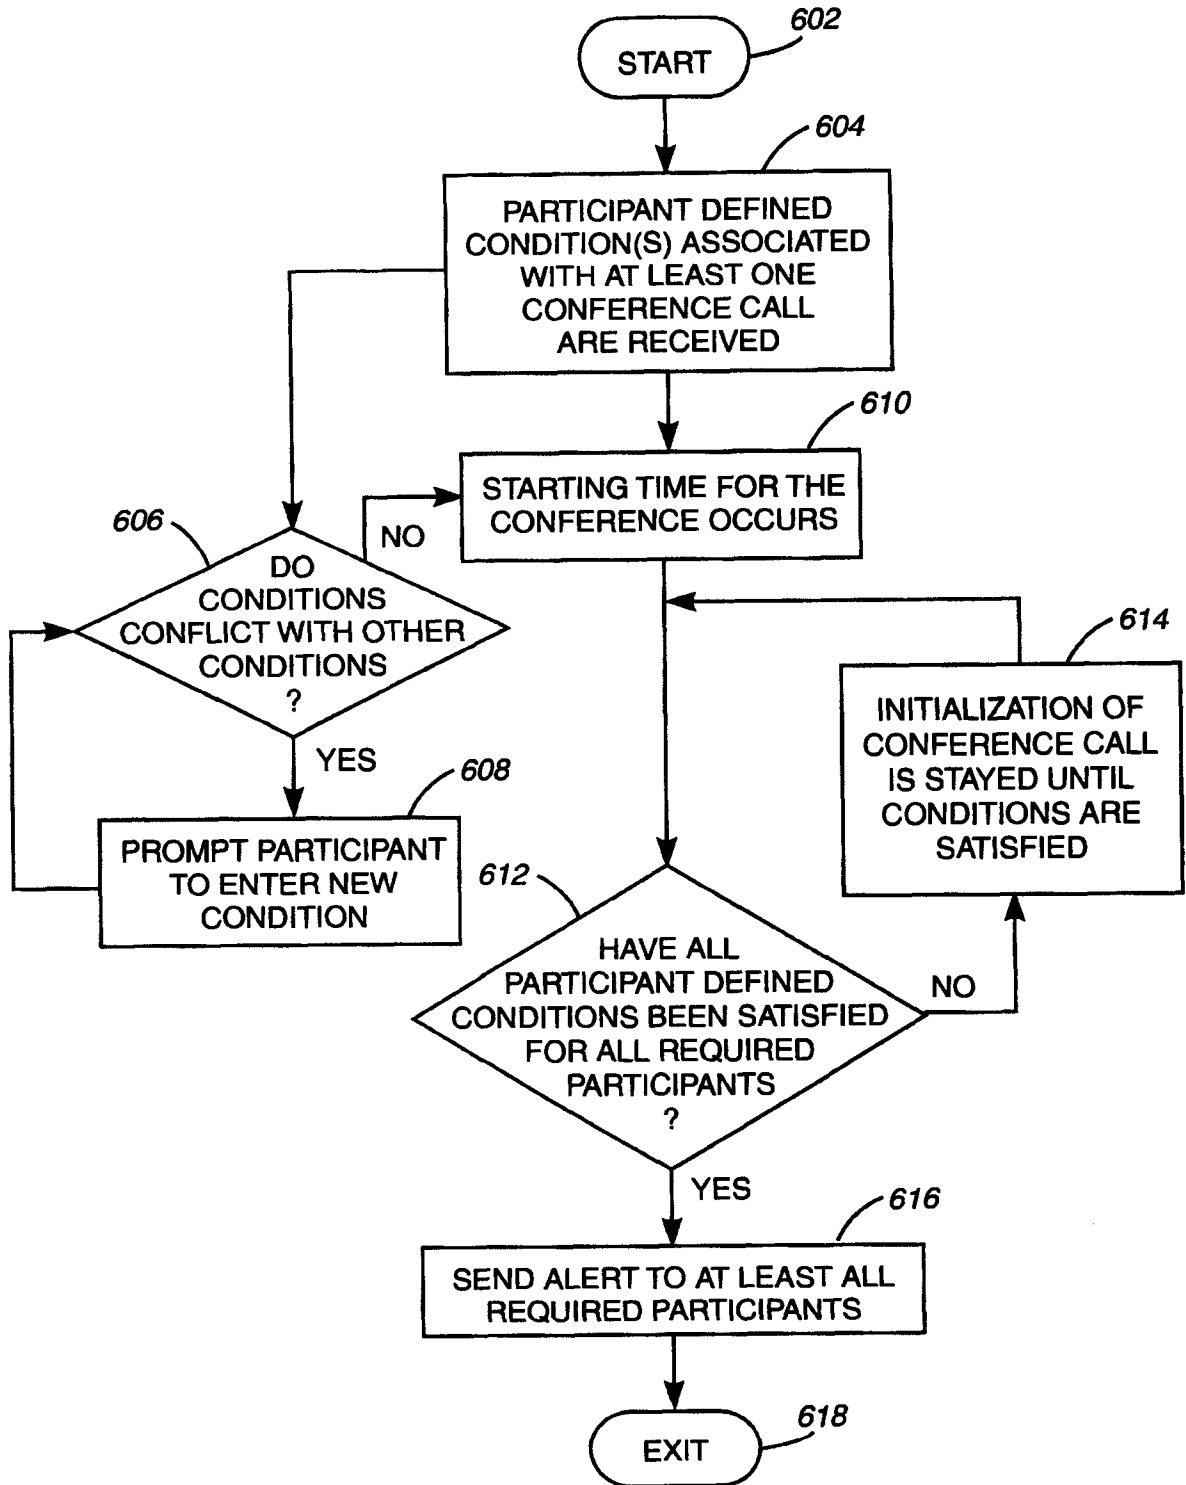 602
START
604
PARTICIPANT DEFINED
CONDITION(S) ASSOCIATED
WITH AT LEAST ONE
CONFERENCE CALL
ARE RECEIVED
610
STARTING TIME FOR THE
CONFERENCE OCCURS
606
NO
DO
CONDITIONS
CONFLICT WITH OTHER
CONDITIONS
?
614
INITIALIZATION OF
CONFERENCE CALL
IS STAYED UNTIL
CONDITIONS ARE
SATISFIED
YES
608
PROMPT PARTICIPANT
TO ENTER NEW
CONDITION
612
HAVE ALL
PARTICIPANT DEFINED
CONDITIONS BEEN SATISFIED
FOR ALL REQUIRED
PARTICIPANTS
?
NO
YES
616
SEND ALERT TO AT LEAST ALL
REQUIRED PARTICIPANTS
618
EXIT